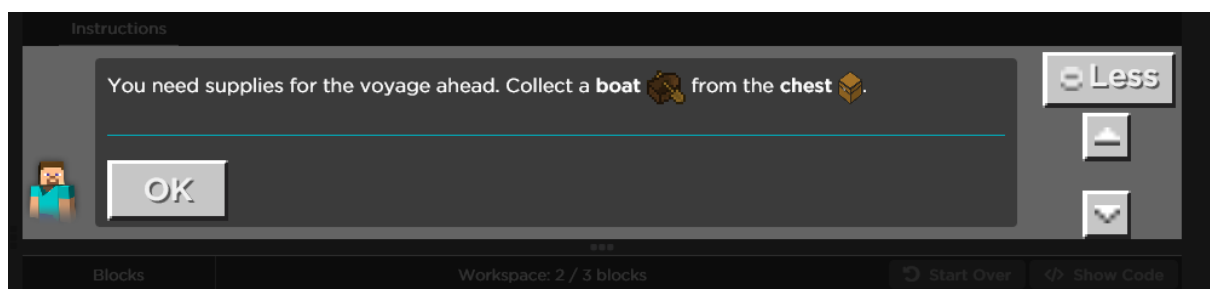 Instructions
You need supplies for the voyage ahead. Collect a boat from the chest.
Less
OK
Blocks
Workspace: 2 / 3 blocks
Start Over
</> Show Code